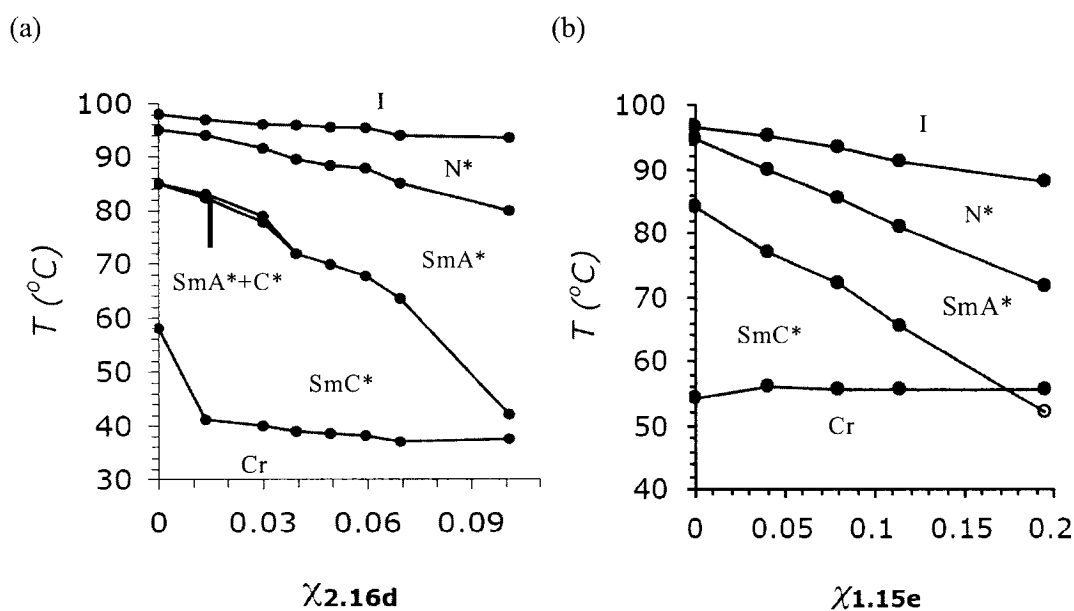 (a)
100
90
80
70
60
50
40
30
T (°C)
I
N*
SmA*
SmA*+C*
SmC*
Cr
0 0.03 0.06 0.09
χ2.16d
(b)
100
90
80
70
60
50
40
T (°C)
I
N*
SmA*
SmC*
Cr
0 0.05 0.1 0.15 0.2
χ1.15e